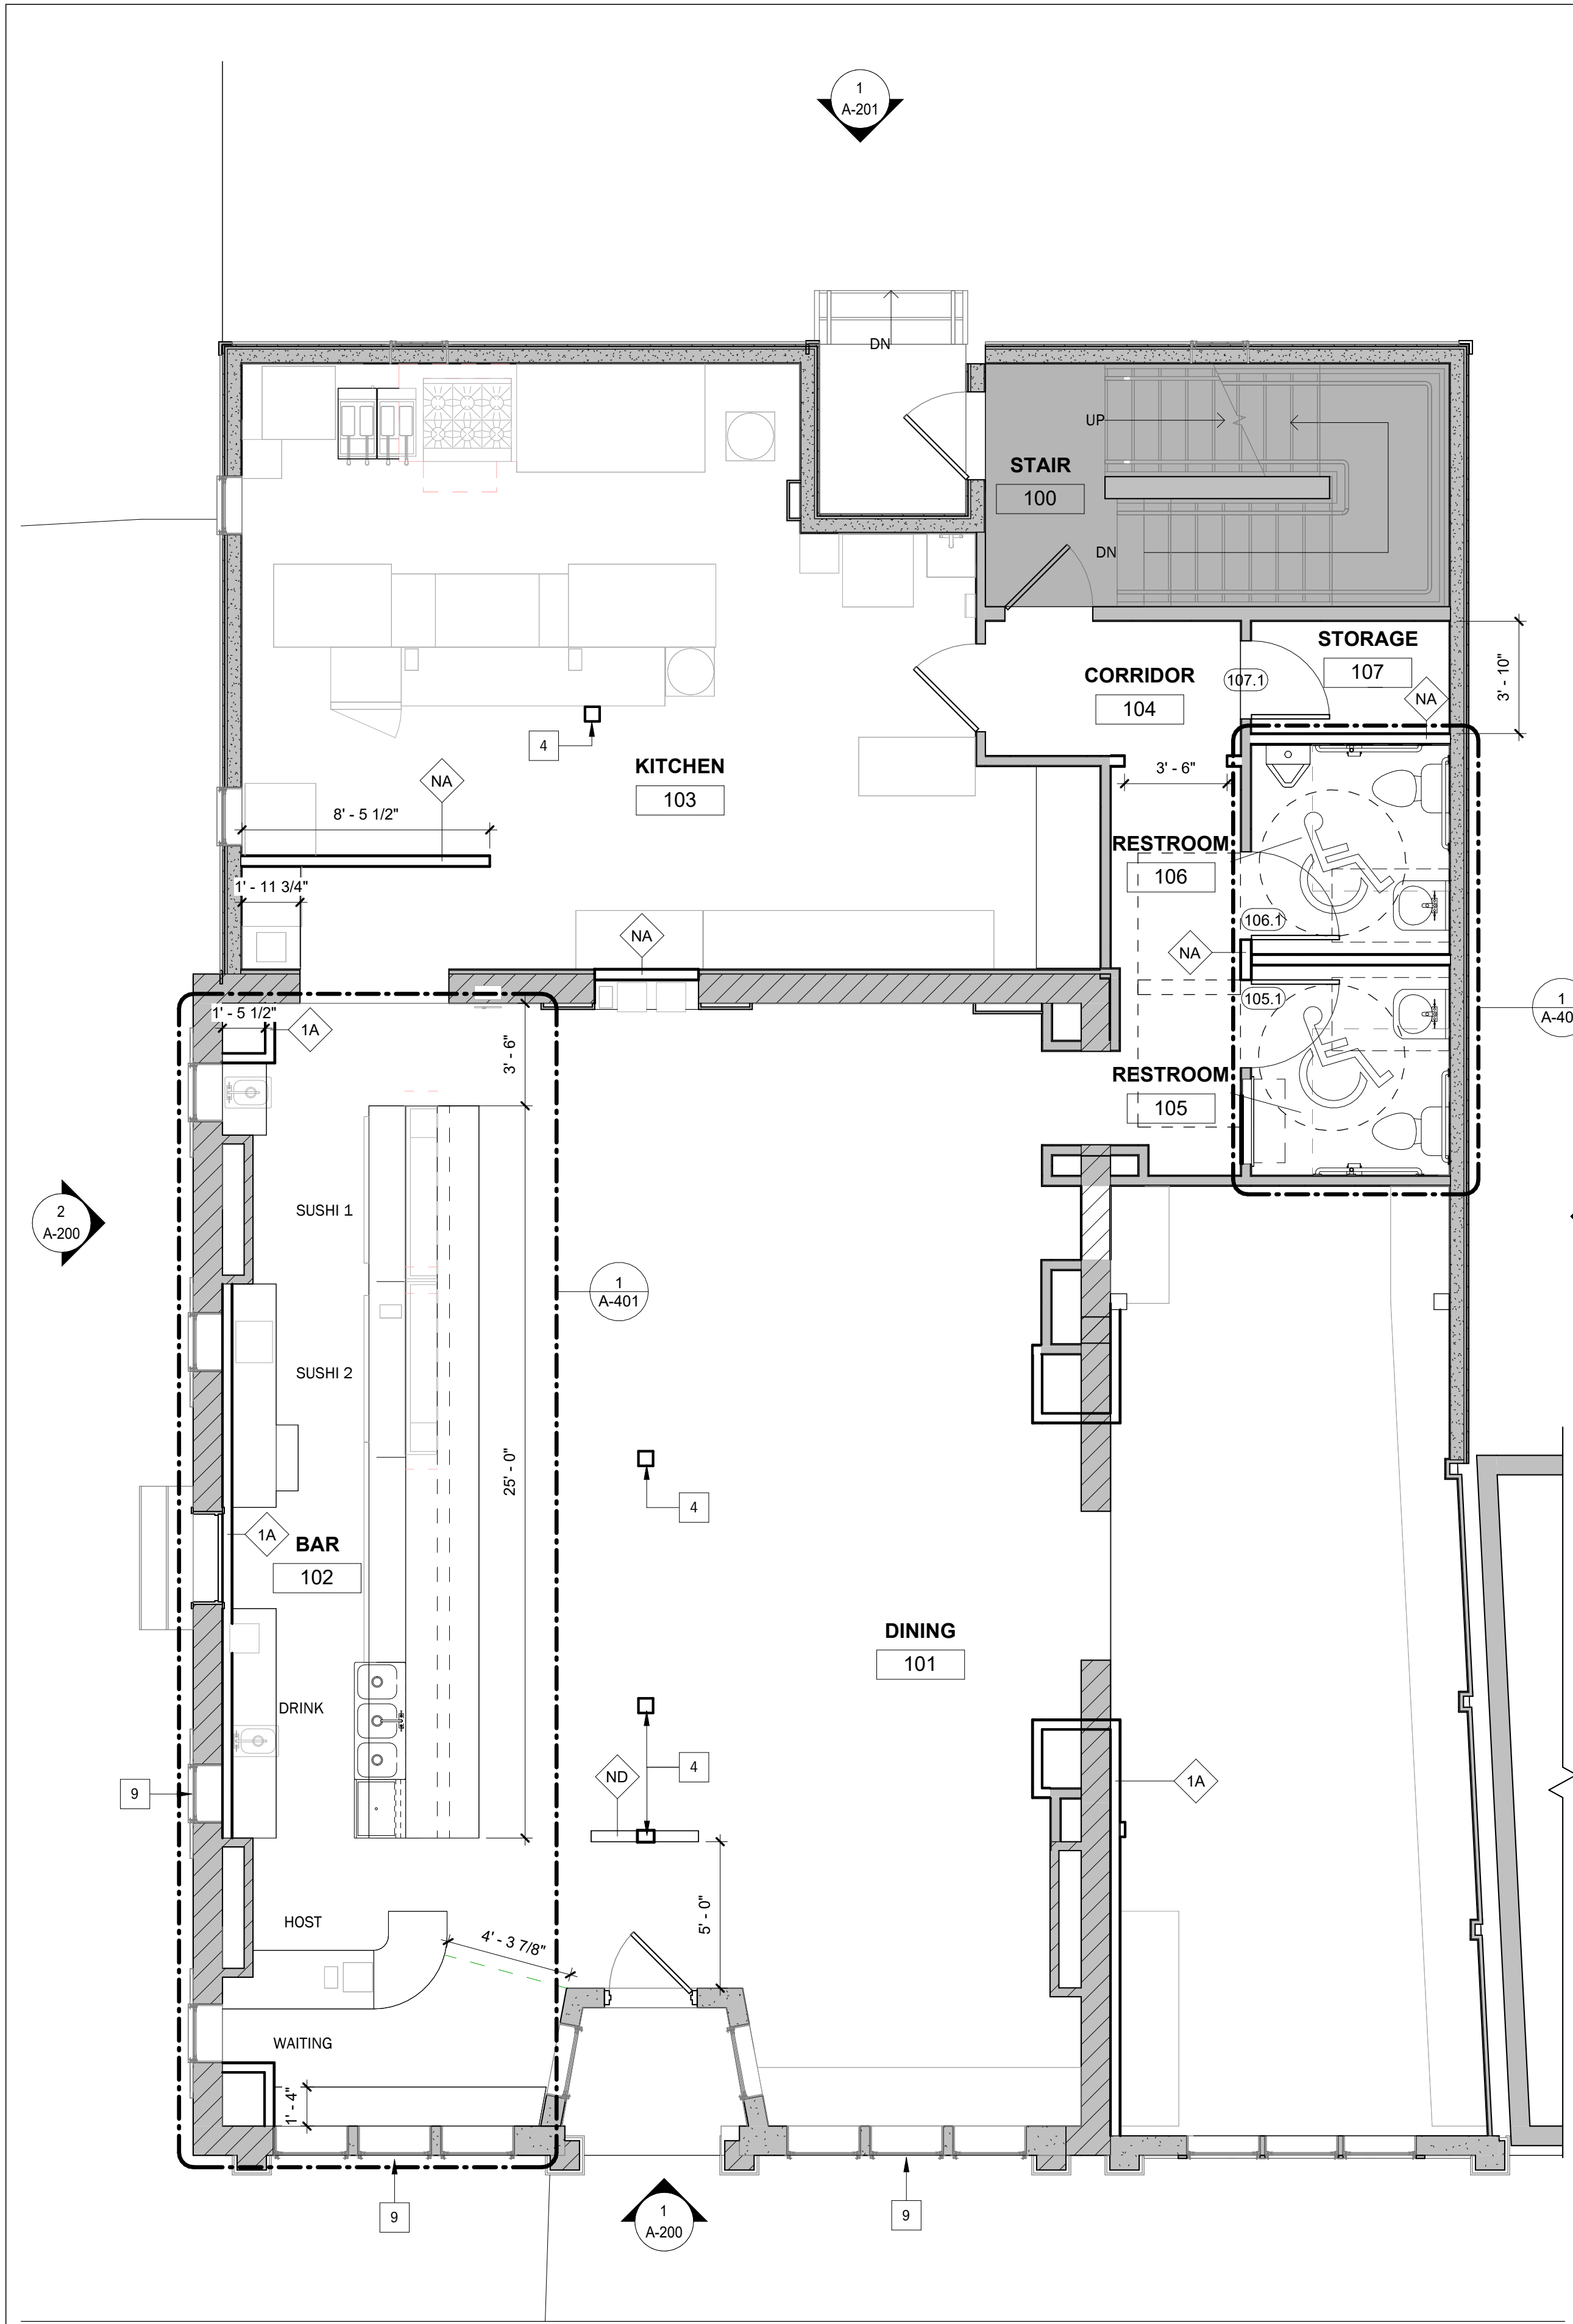 1
A-201
DN
UP
STAIR
100
DN
STORAGE
107
107.1
NA
3' - 10"
CORRIDOR
104
4
KITCHEN
103
NA
8' - 5 1/2"
3' - 6"
RESTROOM
106
106.1
1' - 11 3/4"
NA
NA
105.1
1
1' - 5 1/2"
1A
3' - 6"
RESTROOM
105
SUSHI 1
2
A-200
1
A-401
SUSHI 2
25' - 0"
4
1A
BAR
102
DINING
101
DRINK
ND
4
1A
9
HOST
4' - 3 7/8"
5' - 0"
WAITING
1' - 4"
9
1
A-200
9